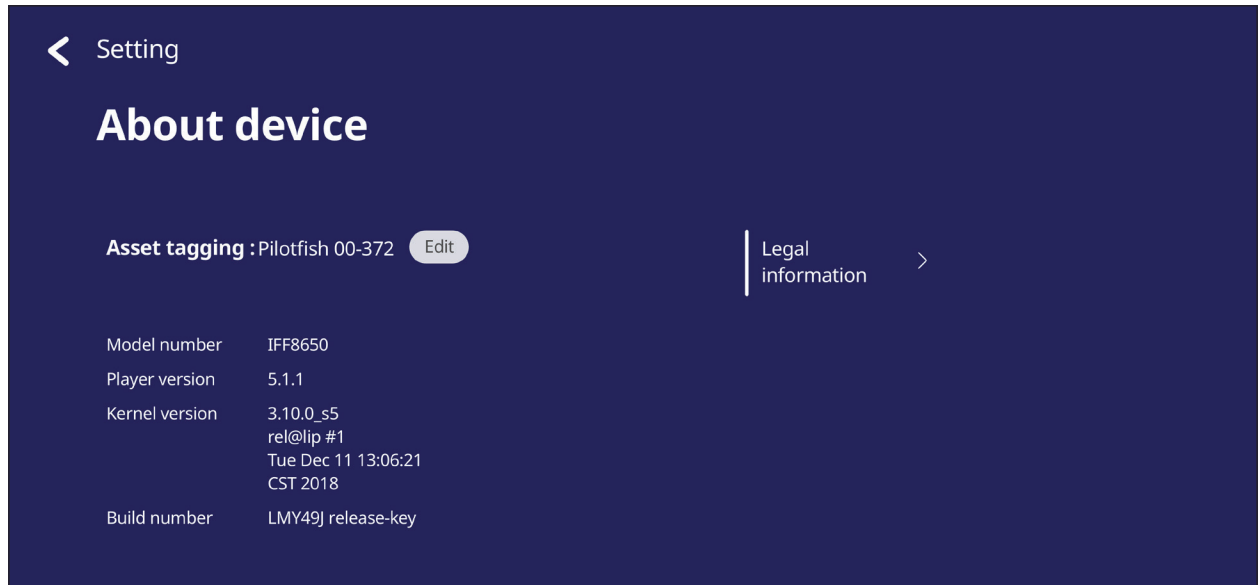 Setting
About device
Asset tagging : Pilotfish 00-372 Edit
Legal
information
Model number IFF8650
Player version 5.1.1
Kernel version 3.10.0_s5
rel@lip #1
Tue Dec 11 13:06:21
CST 2018
Build number LMY49J release-key